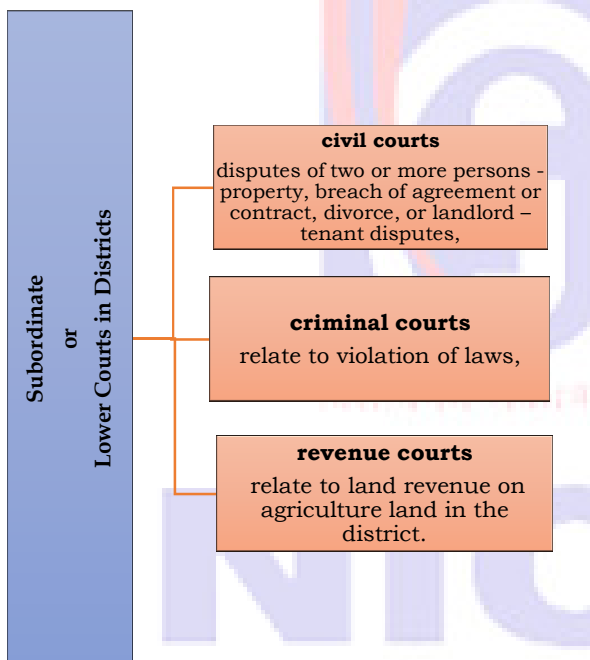 Subordinate
or
Lower Courts in Districts
civil courts
disputes of two or more persons -
property, breach of agreement or
contract, divorce, or landlord –
tenant disputes,
criminal courts
relate to violation of laws,
revenue courts
relate to land revenue on
agriculture land in the
district.